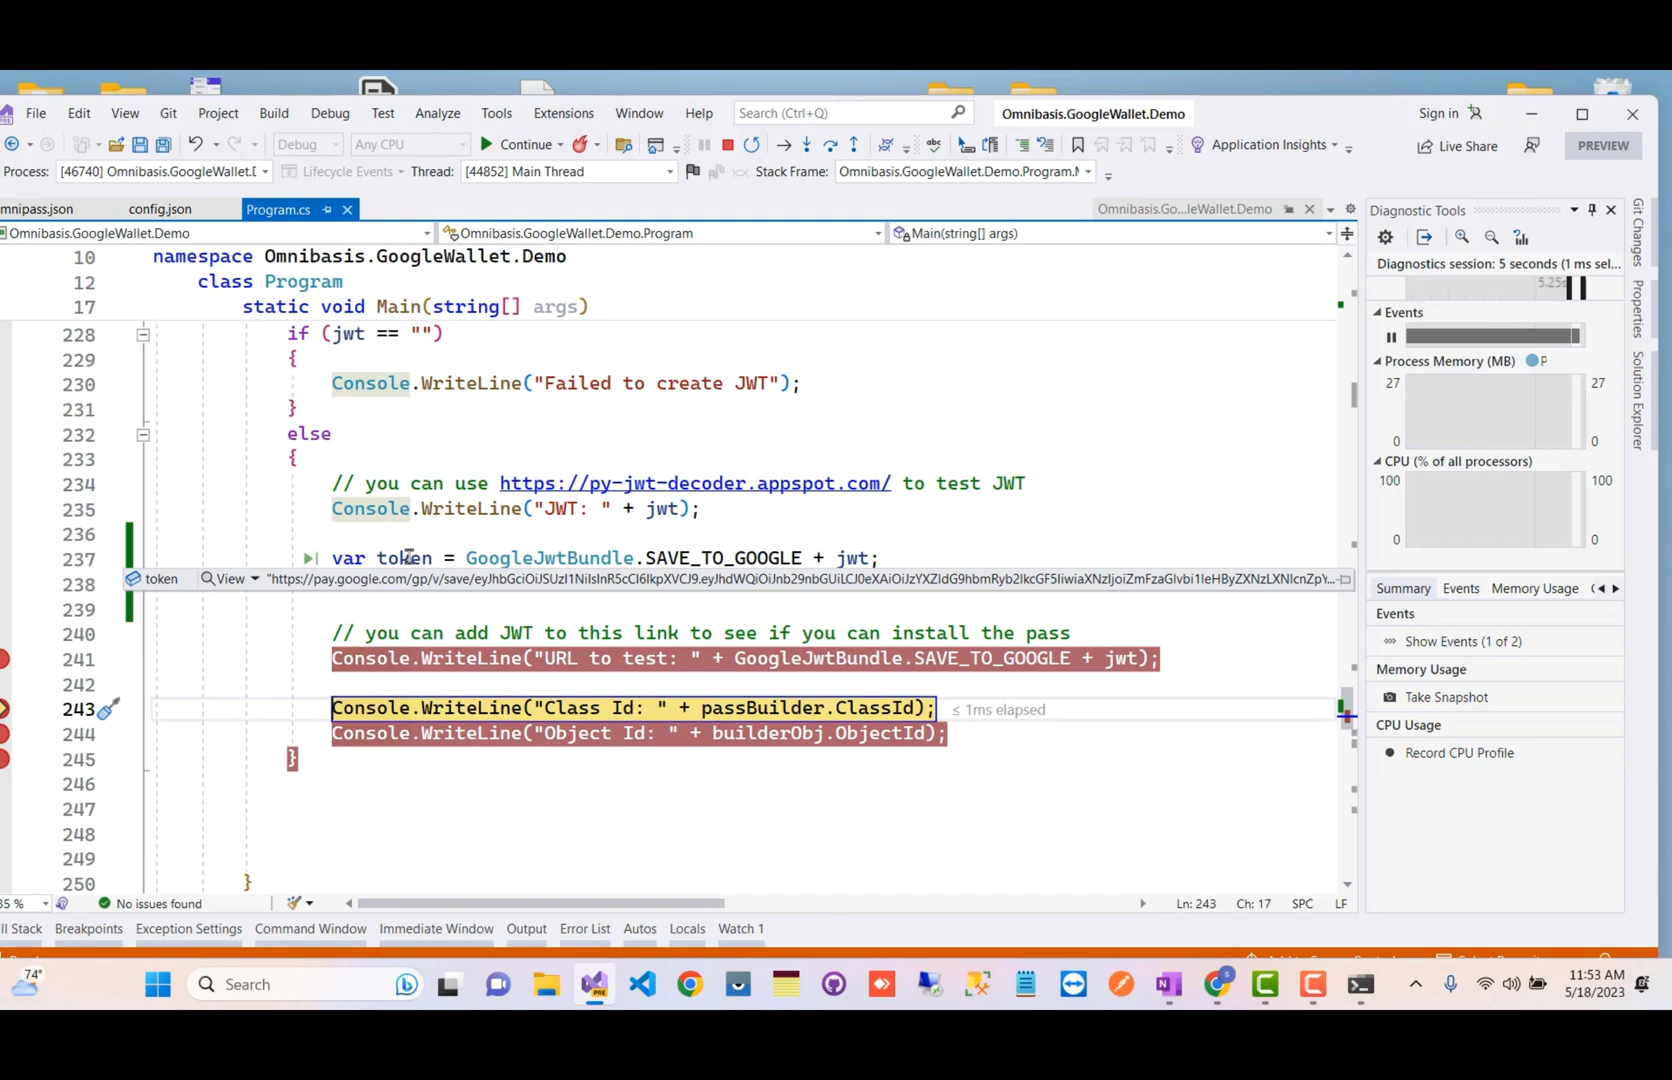 File Edit View Git Project Build Debug Test Analyze Tools Extensions Window Help Search (Ctrl+Q) Omnibasis.GoogleWallet.Demo Sign in
Debug Any CPU Continue Application Insights Live Share PREVIEW
Process: [46740] Omnibasis.GoogleWallet.D Lifecycle Events Thread: [44852] Main Thread Stack Frame: Omnibasis.GoogleWallet.Demo.Program.M
mnipass.json config.json Program.cs Omnibasis.Go...leWallet.Demo
Omnibasis.GoogleWallet.Demo Omnibasis.GoogleWallet.Demo.Program Main(string[] args)
10 namespace Omnibasis.GoogleWallet.Demo
12 class Program
17 static void Main(string[] args)
228 if (jwt == "")
229 {
230 Console.WriteLine("Failed to create JWT");
231 }
232 else
233 {
234 // you can use https://py-jwt-decoder.appspot.com/ to test JWT
235 Console.WriteLine("JWT: " + jwt);
236
237 var token = GoogleJwtBundle.SAVE_TO_GOOGLE + jwt;
238 token View
239
240 // you can add JWT to this link to see if you can install the pass
241 Console.WriteLine("URL to test: " + GoogleJwtBundle.SAVE_TO_GOOGLE + jwt);
242
243 Console.WriteLine("Class Id: " + passBuilder.ClassId); ≤ 1ms elapsed
244 Console.WriteLine("Object Id: " + builderObj.ObjectId);
245 }
246
247
248
249
250 }
35 % No issues found Ln: 243 Ch: 17 SPC LF
ll Stack Breakpoints Exception Settings Command Window Immediate Window Output Error List Autos Locals Watch 1
Diagnostic Tools
Diagnostics session: 5 seconds (1 ms sel...
5.25s
Events
Process Memory (MB) P
27 27
0 0
CPU (% of all processors)
100 100
0 0
Summary Events Memory Usage
Events
Show Events (1 of 2)
Memory Usage
Take Snapshot
CPU Usage
Record CPU Profile
Git Changes
Properties
Solution Explorer
74°
Search
PRE
11:53 AM
5/18/2023